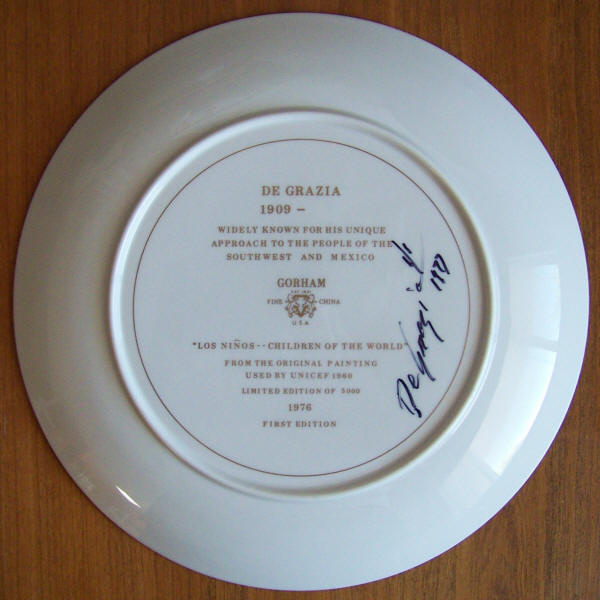 DE GRAZIA
1909 –
WIDELY KNOWN FOR HIS UNIQUE
APPROACH TO THE PEOPLE OF THE
SOUTHWEST AND MEXICO
GORHAM
FINE CHINA
U.S.A
"LOS NIÑOS -- CHILDREN OF THE WORLD"
FROM THE ORIGINAL PAINTING
USED BY UNICEF 1960
LIMITED EDITION OF 5000
1976
FIRST EDITION
DeGrazia
1977